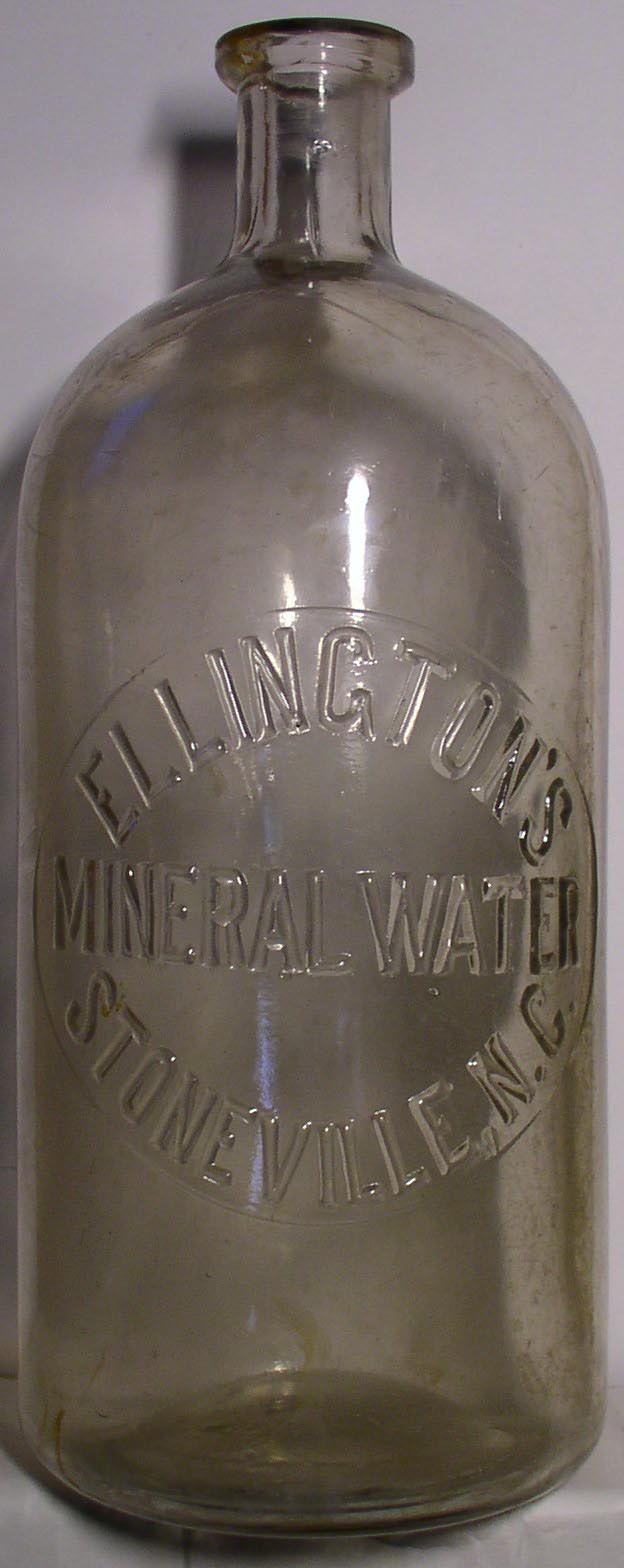 ELLINGTON'S
MINERAL WATER
STONEVILLE, N.C.